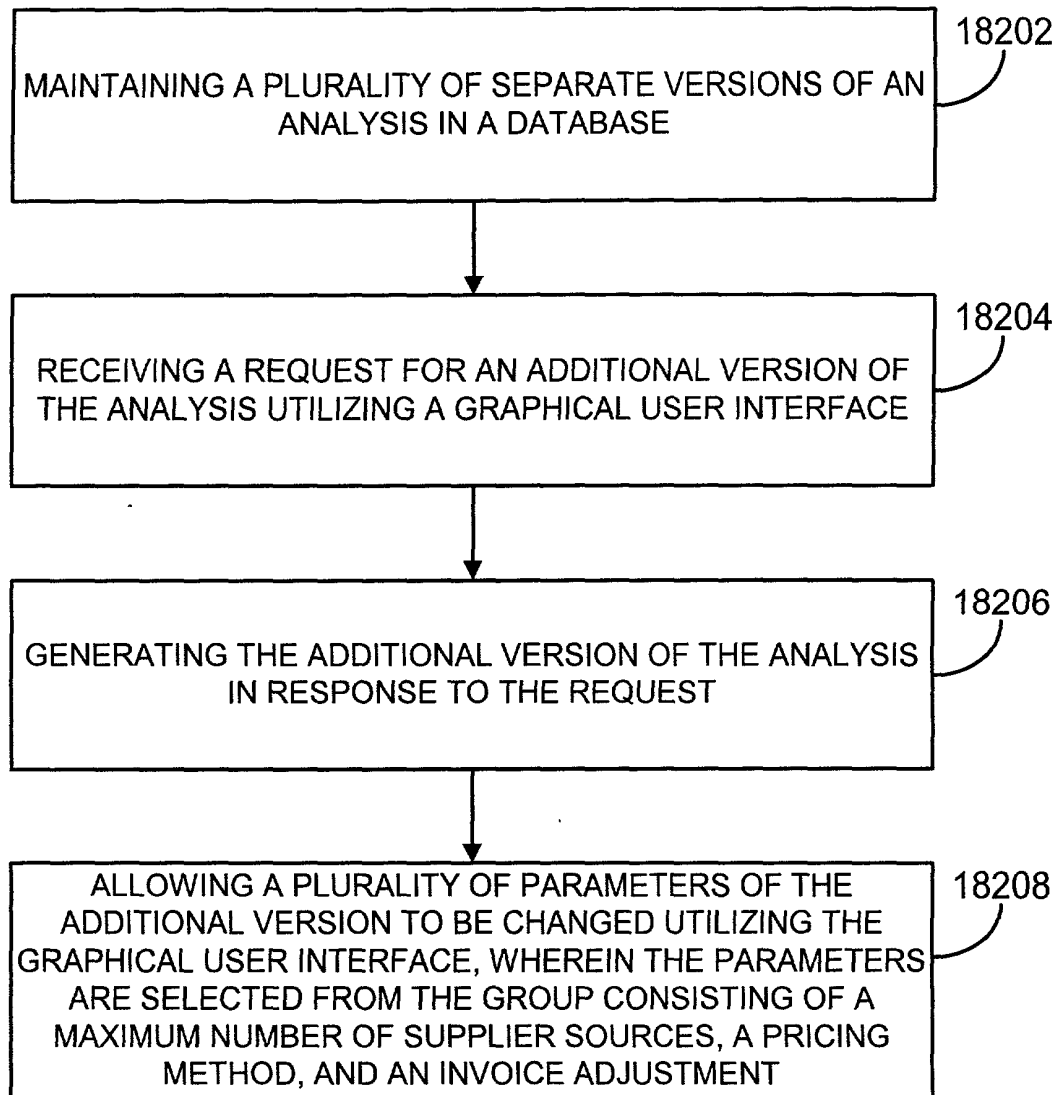 18202
MAINTAINING A PLURALITY OF SEPARATE VERSIONS OF AN
ANALYSIS IN A DATABASE
18204
RECEIVING A REQUEST FOR AN ADDITIONAL VERSION OF
THE ANALYSIS UTILIZING A GRAPHICAL USER INTERFACE
18206
GENERATING THE ADDITIONAL VERSION OF THE ANALYSIS
IN RESPONSE TO THE REQUEST
18208
ALLOWING A PLURALITY OF PARAMETERS OF THE
ADDITIONAL VERSION TO BE CHANGED UTILIZING THE
GRAPHICAL USER INTERFACE, WHEREIN THE PARAMETERS
ARE SELECTED FROM THE GROUP CONSISTING OF A
MAXIMUM NUMBER OF SUPPLIER SOURCES, A PRICING
METHOD, AND AN INVOICE ADJUSTMENT